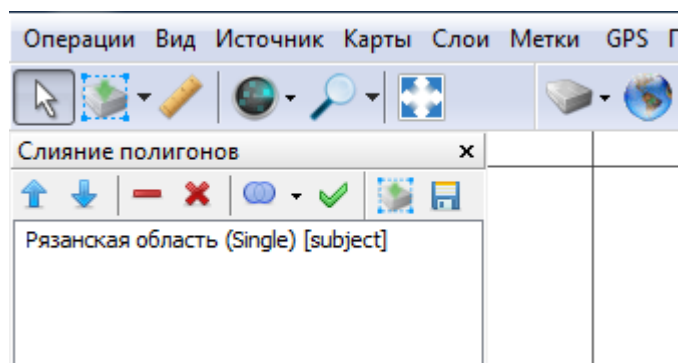 Операции Вид Источник Карты Слои Метки GPS
Слияние полигонов
Рязанская область (Single) [subject]